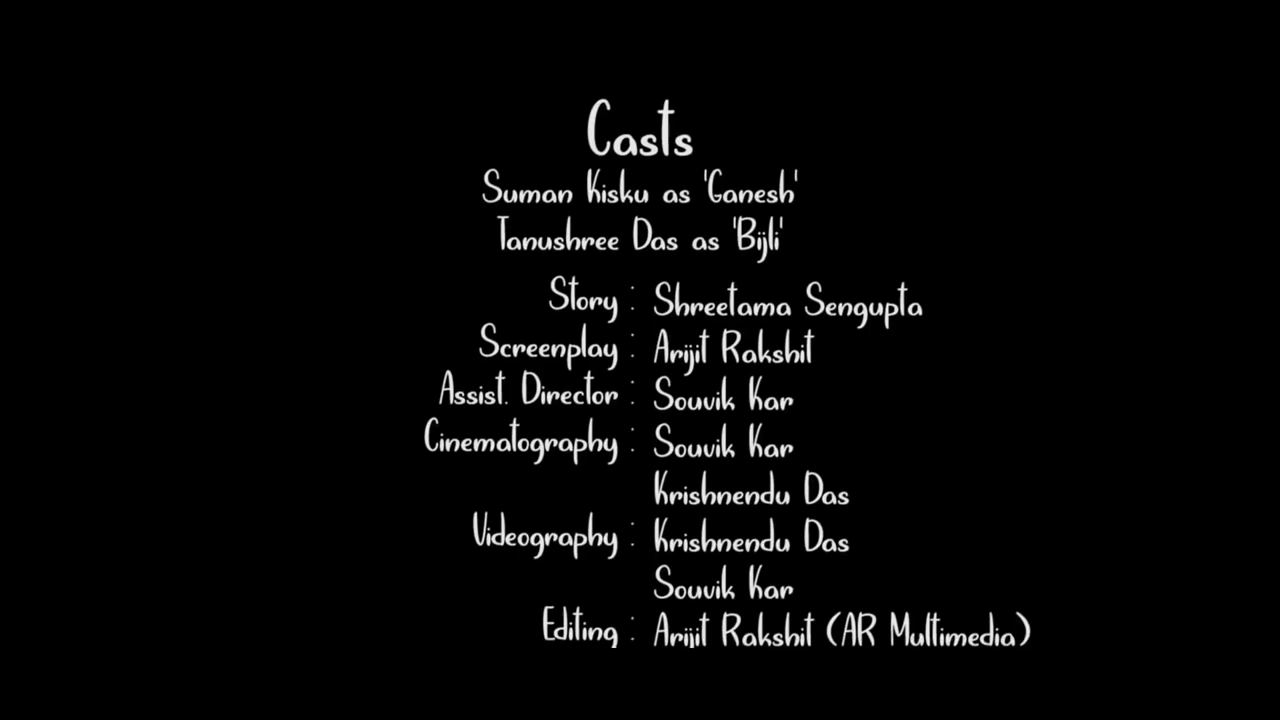 Casts
Suman Kisku as 'Ganesh'
Tanushree Das as 'Bijli'
Story : Shreetama Sengupta
Screenplay : Arijit Rakshit
Assist. Director : Souvik Kar
Cinematography : Souvik Kar
Krishnendu Das
Videography : Krishnendu Das
Souvik Kar
Editing : Arijit Rakshit (AR Multimedia)